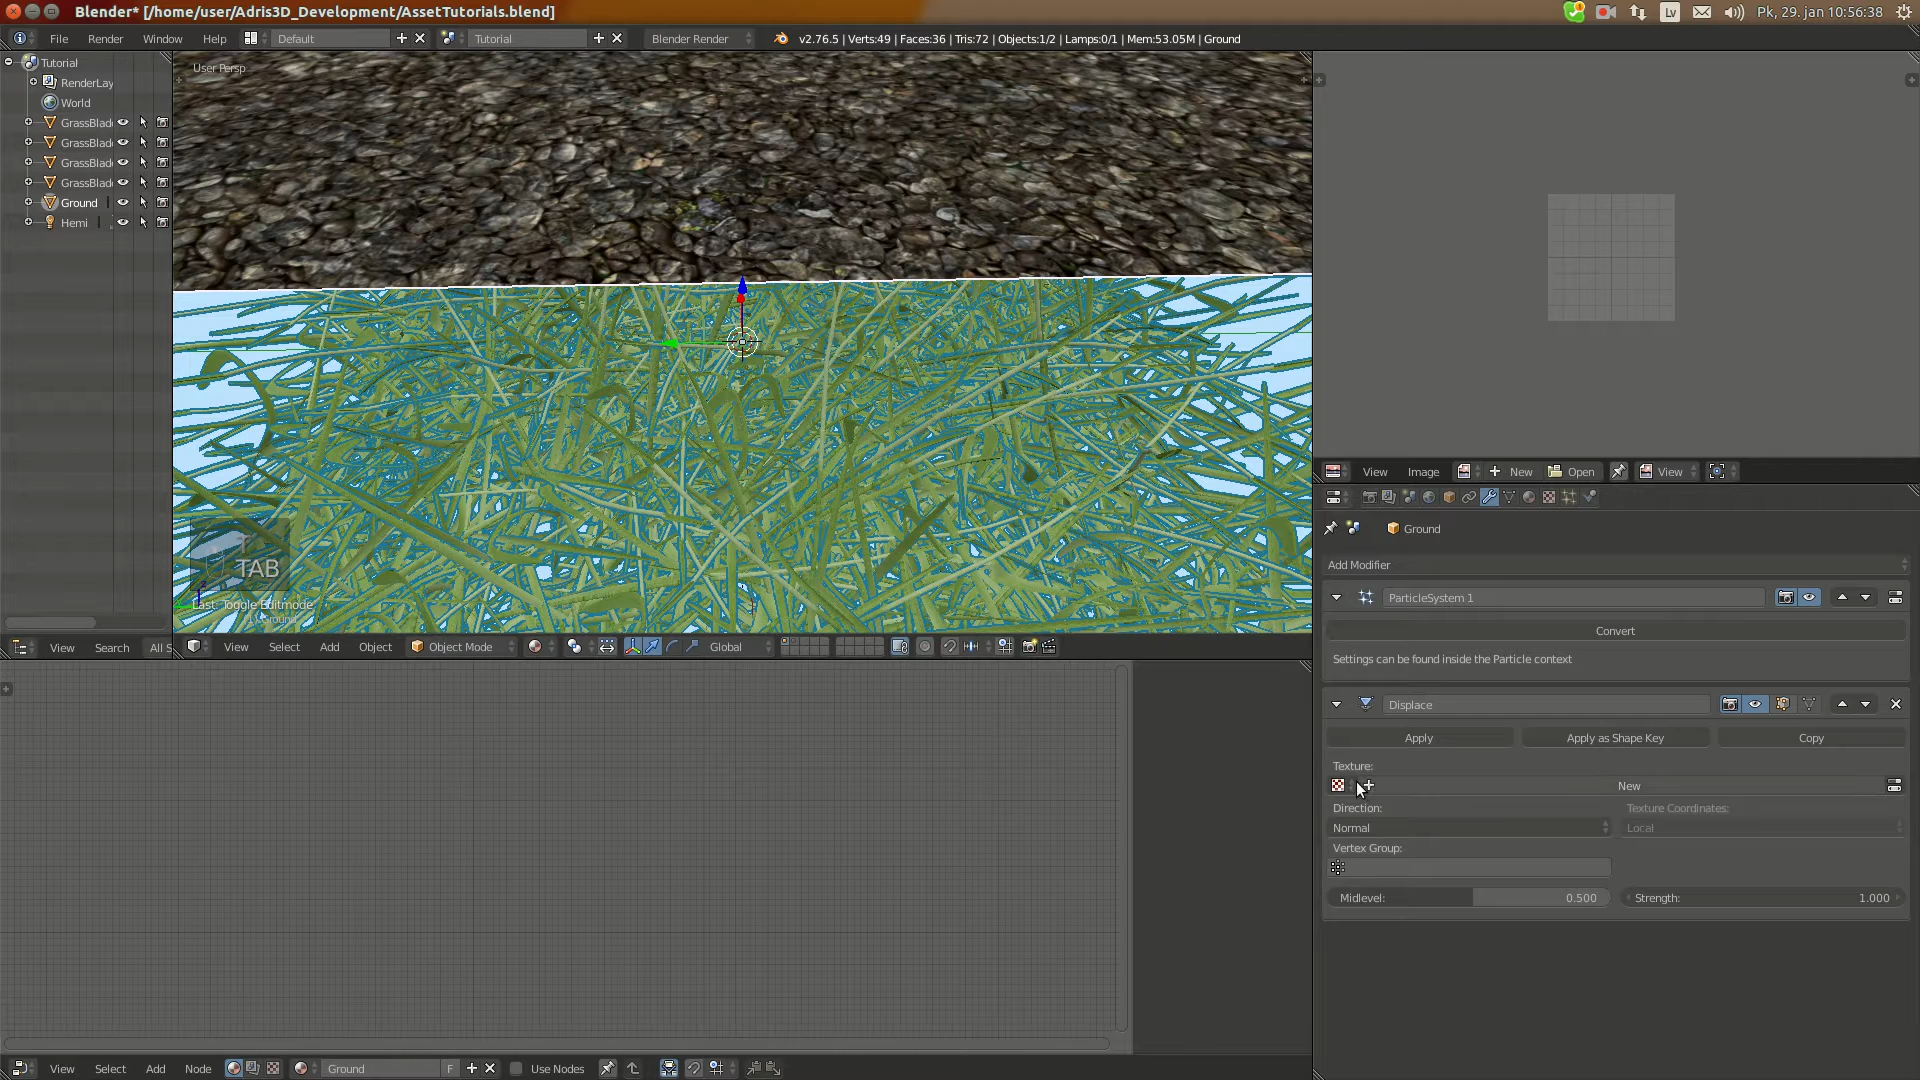 Blender* [/home/user/Adris3D_Development/AssetTutorials.blend]
Lv
Pk, 29. jan 10:56:38
File Render Window Help
Default
Tutorial
Blender Render
v2.76.5 | Verts:49 | Faces:36 | Tris:72 | Objects:1/2 | Lamps:0/1 | Mem:53.05M | Ground
Tutorial
RenderLay
World
GrassBlad
GrassBlad
GrassBlad
GrassBlad
Ground
Hemi
User Persp
TAB
Last: Toggle Editmode
(1) Ground
View Search All S
View Select Add Object Object Mode Global
View Image New Open View
Ground
Add Modifier
ParticleSystem 1
Convert
Settings can be found inside the Particle context
Displace
Apply Apply as Shape Key Copy
Texture:
New
Direction: Texture Coordinates:
Normal Local
Vertex Group:
Midlevel: 0.500 Strength: 1.000
View Select Add Node Ground F Use Nodes